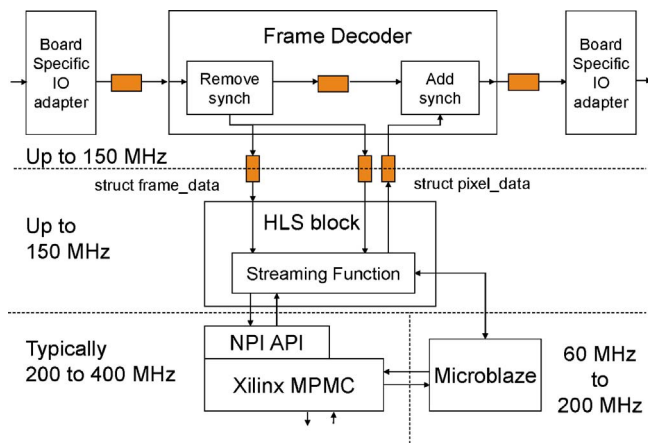 Board
Specific
IO
adapter
Frame Decoder
Remove
synch
Add
synch
Board
Specific
IO
adapter
Up to 150 MHz
struct frame_data
struct pixel_data
Up to
150 MHz
HLS block
Streaming Function
Typically
200 to 400 MHz
NPI API
Xilinx MPMC
Microblaze
60 MHz
to
200 MHz